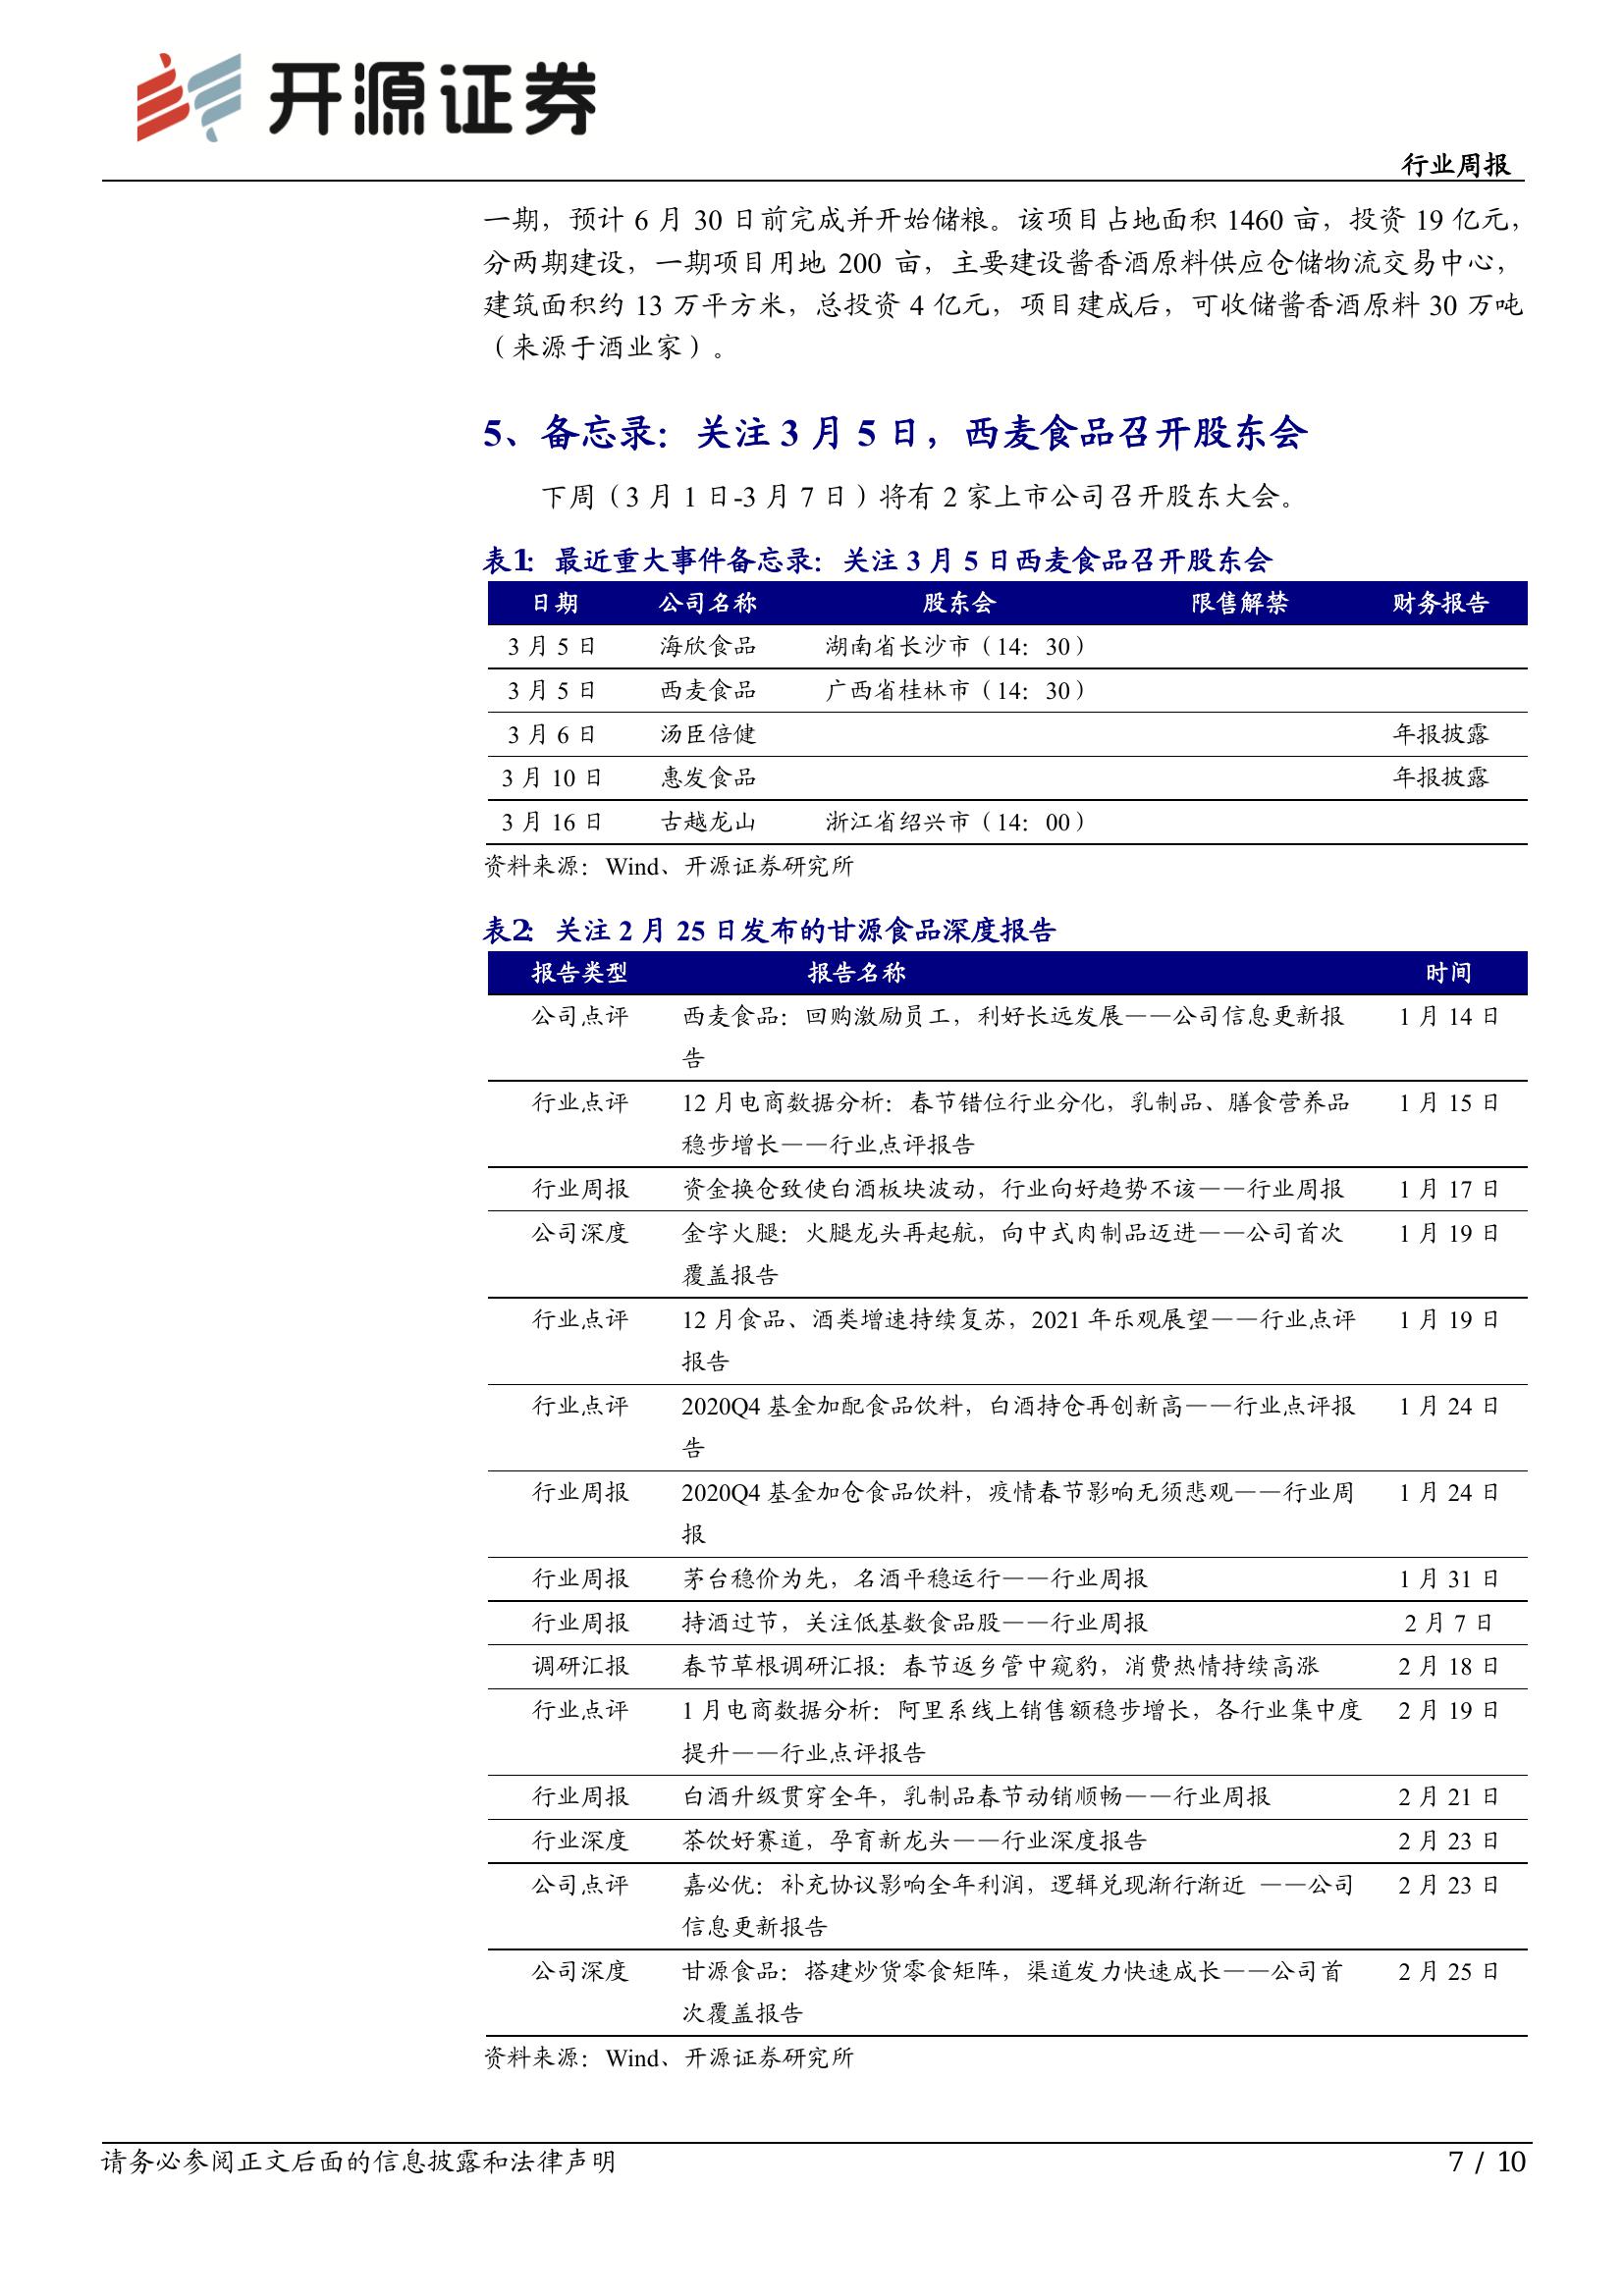 开源证券
行业周报
一期，预计 6 月 30 日前完成并开始储粮。该项目占地面积 1460 亩，投资 19 亿元，
分两期建设，一期项目用地 200 亩，主要建设酱香酒原料供应仓储物流交易中心，
建筑面积约 13 万平方米，总投资 4 亿元，项目建成后，可收储酱香酒原料 30 万吨
（来源于酒业家）。
5、备忘录：关注 3 月 5 日，西麦食品召开股东会
下周（3 月 1 日-3 月 7 日）将有 2 家上市公司召开股东大会。
表1：最近重大事件备忘录：关注 3 月 5 日西麦食品召开股东会
日期 公司名称 股东会 限售解禁 财务报告
3 月 5 日 海欣食品 湖南省长沙市（14：30）
3 月 5 日 西麦食品 广西省桂林市（14：30）
3 月 6 日 汤臣倍健 年报披露
3 月 10 日 惠发食品 年报披露
3 月 16 日 古越龙山 浙江省绍兴市（14：00）
资料来源：Wind、开源证券研究所
表2：关注 2 月 25 日发布的甘源食品深度报告
报告类型 报告名称 时间
公司点评 西麦食品：回购激励员工，利好长远发展——公司信息更新报 1 月 14 日
告
行业点评 12 月电商数据分析：春节错位行业分化，乳制品、膳食营养品 1 月 15 日
稳步增长——行业点评报告
行业周报 资金换仓致使白酒板块波动，行业向好趋势不该——行业周报 1 月 17 日
公司深度 金字火腿：火腿龙头再起航，向中式肉制品迈进——公司首次 1 月 19 日
覆盖报告
行业点评 12 月食品、酒类增速持续复苏，2021 年乐观展望——行业点评 1 月 19 日
报告
行业点评 2020Q4 基金加配食品饮料，白酒持仓再创新高——行业点评报 1 月 24 日
告
行业周报 2020Q4 基金加仓食品饮料，疫情春节影响无须悲观——行业周 1 月 24 日
报
行业周报 茅台稳价为先，名酒平稳运行——行业周报 1 月 31 日
行业周报 持酒过节，关注低基数食品股——行业周报 2 月 7 日
调研汇报 春节草根调研汇报：春节返乡管中窥豹，消费热情持续高涨 2 月 18 日
行业点评 1 月电商数据分析：阿里系线上销售额稳步增长，各行业集中度 2 月 19 日
提升——行业点评报告
行业周报 白酒升级贯穿全年，乳制品春节动销顺畅——行业周报 2 月 21 日
行业深度 茶饮好赛道，孕育新龙头——行业深度报告 2 月 23 日
公司点评 嘉必优：补充协议影响全年利润，逻辑兑现渐行渐近 ——公司 2 月 23 日
信息更新报告
公司深度 甘源食品：搭建炒货零食矩阵，渠道发力快速成长——公司首 2 月 25 日
次覆盖报告
资料来源：Wind、开源证券研究所
请务必参阅正文后面的信息披露和法律声明 7 / 10